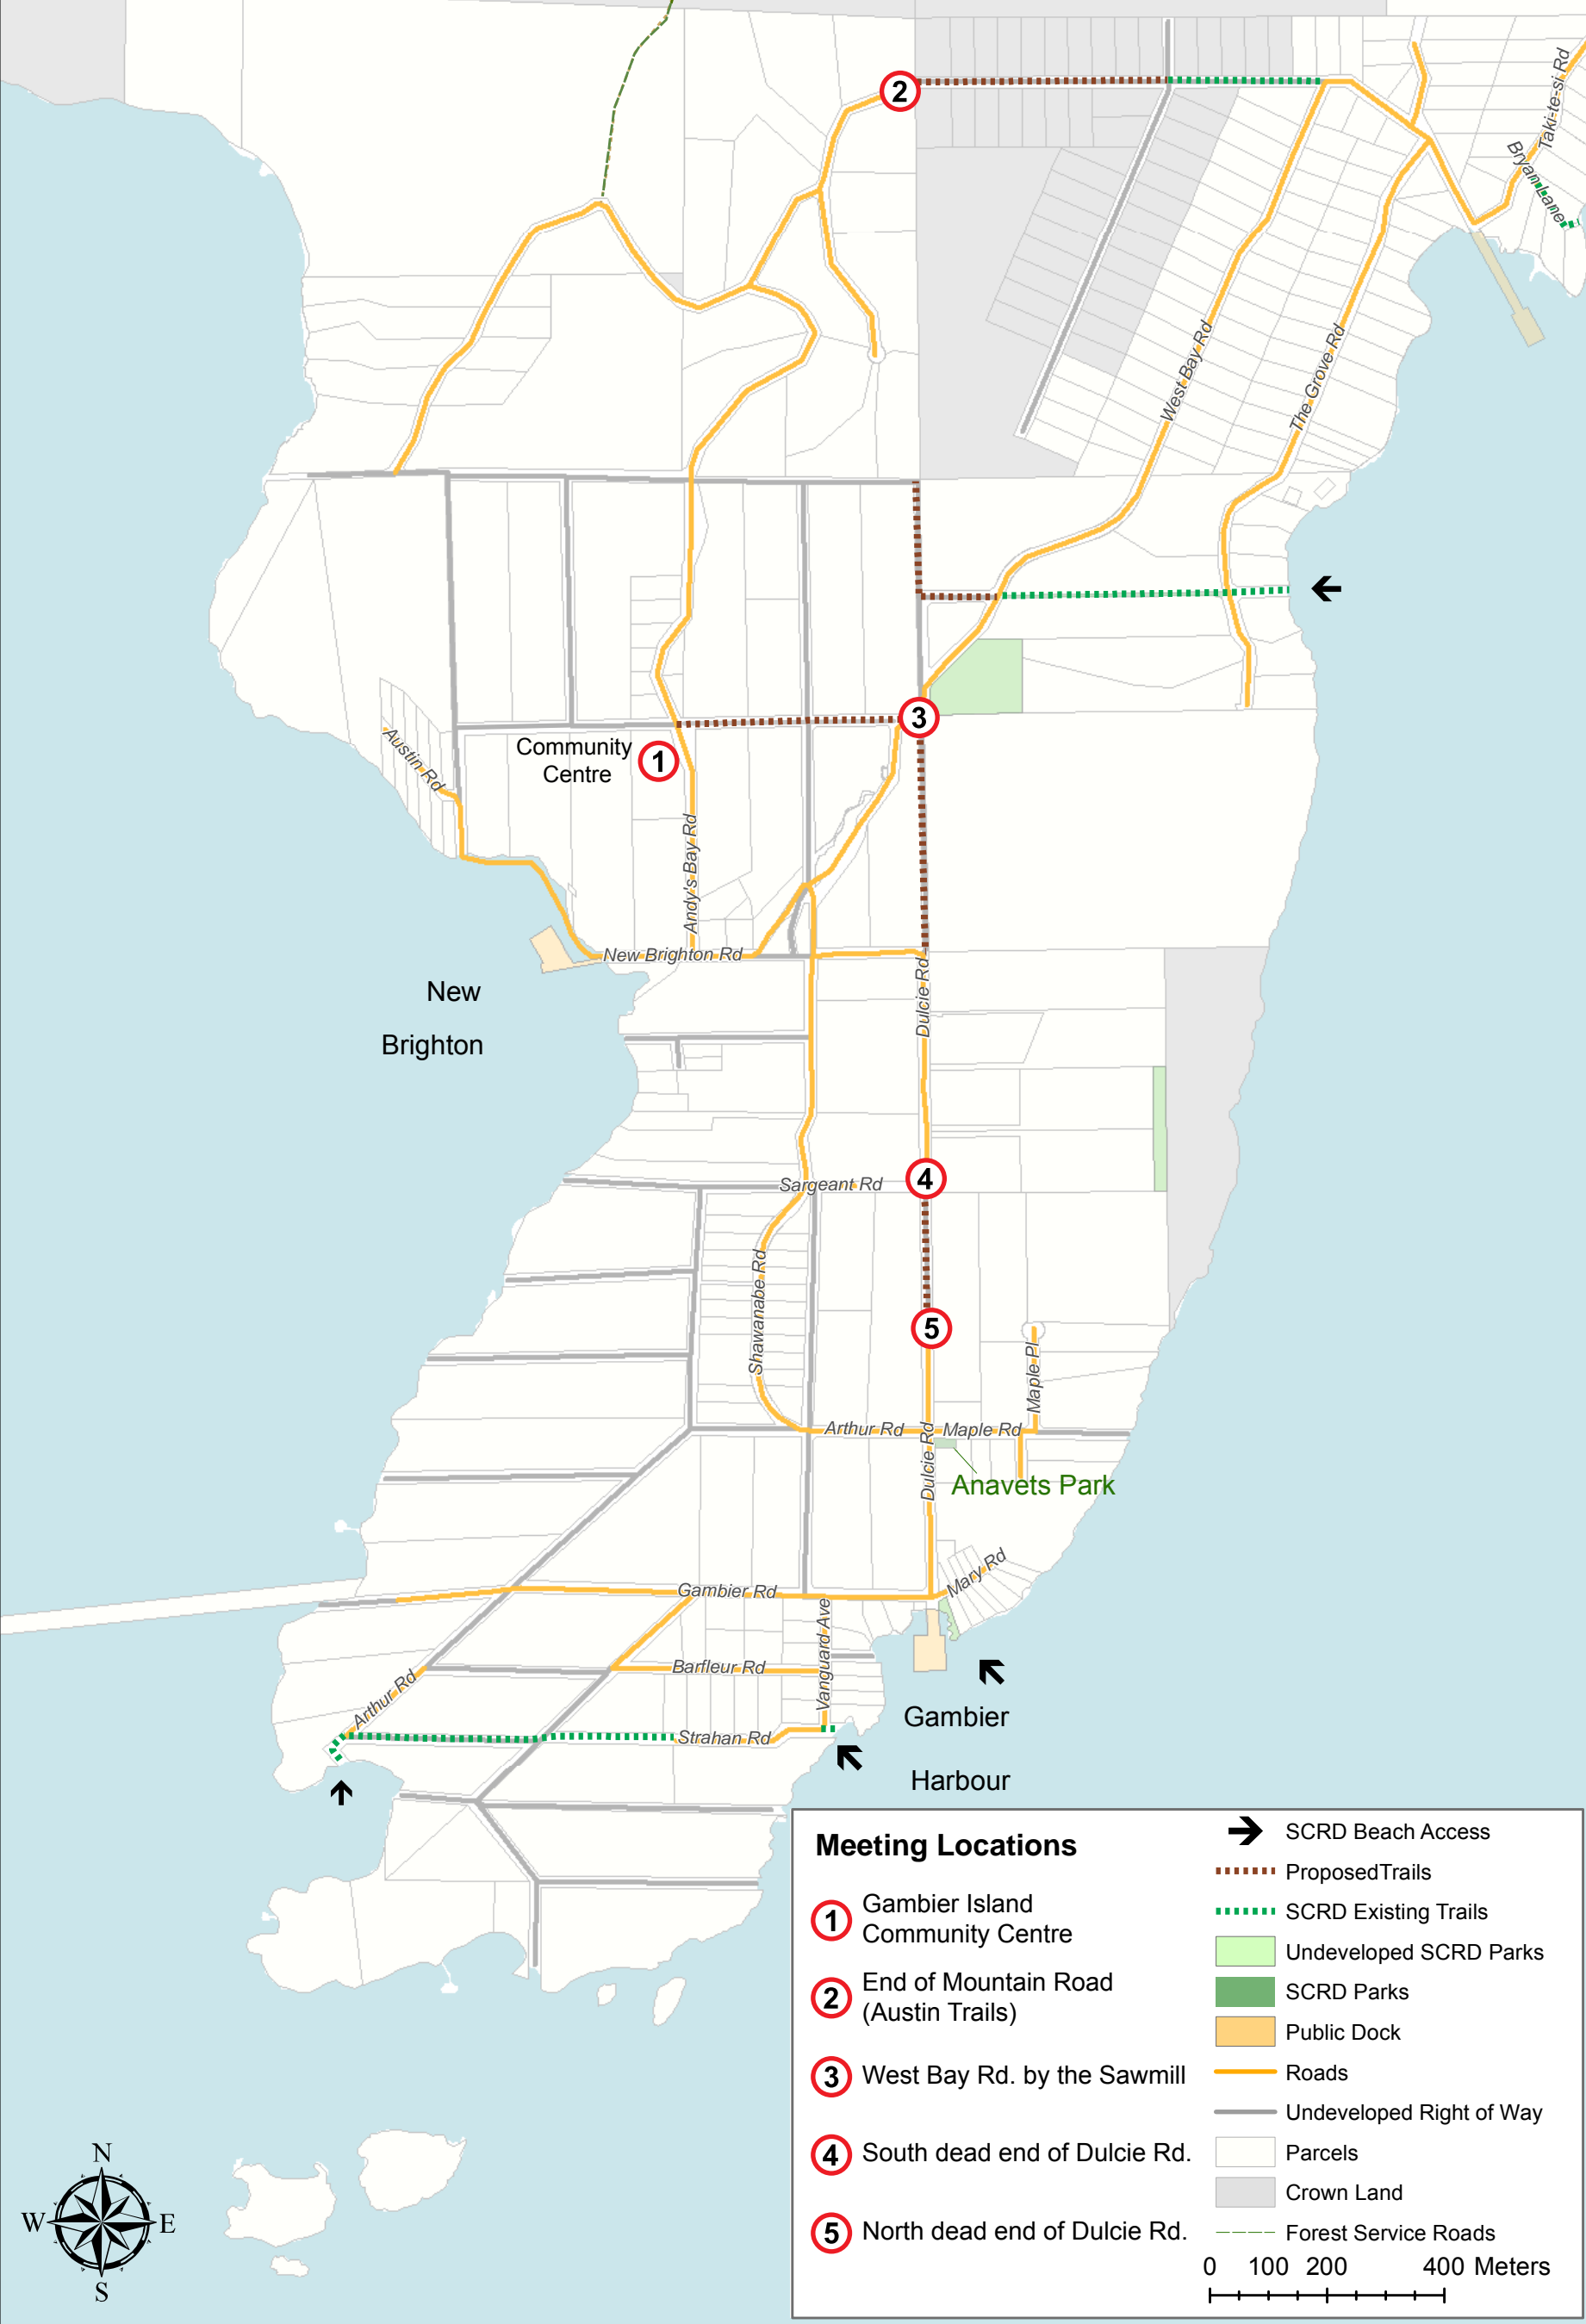 2
Taki-te-si Rd
Bryan Lane
West Bay Rd
The Grove Rd
3
Community
Centre
1
Austin Rd
Andy's Bay Rd
New Brighton Rd
New
Brighton
Dulcie Rd
4
Sargeant Rd
Shawanabe Rd
5
Maple Pl
Arthur Rd
Maple Rd
Dulcie Rd
Anavets Park
Mary Rd
Gambier Rd
Vanguard Ave
Barfleur Rd
Arthur Rd
Strahan Rd
Gambier
Harbour
Meeting Locations
1 Gambier Island
Community Centre
2 End of Mountain Road
(Austin Trails)
3 West Bay Rd. by the Sawmill
4 South dead end of Dulcie Rd.
5 North dead end of Dulcie Rd.
SCRD Beach Access
ProposedTrails
SCRD Existing Trails
Undeveloped SCRD Parks
SCRD Parks
Public Dock
Roads
Undeveloped Right of Way
Parcels
Crown Land
Forest Service Roads
0 100 200 400 Meters
N
W E
S